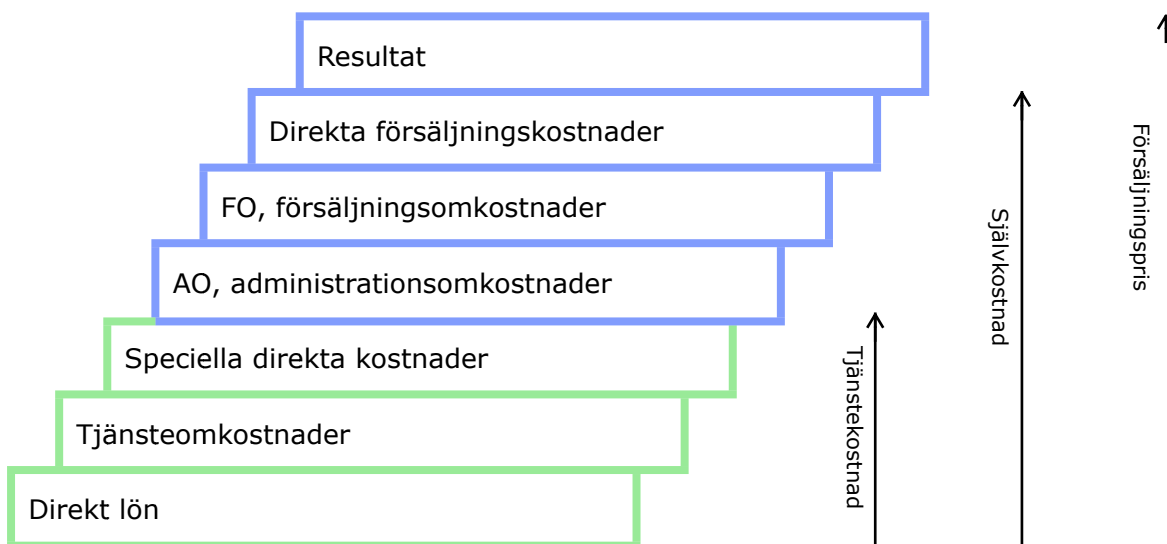 Resultat
Direkta försäljningskostnader
FO, försäljningsomkostnader
AO, administrationsomkostnader
Speciella direkta kostnader
Tjänsteomkostnader
Direkt lön
Tjänstekostnad
Självkostnad
Försäljningspris